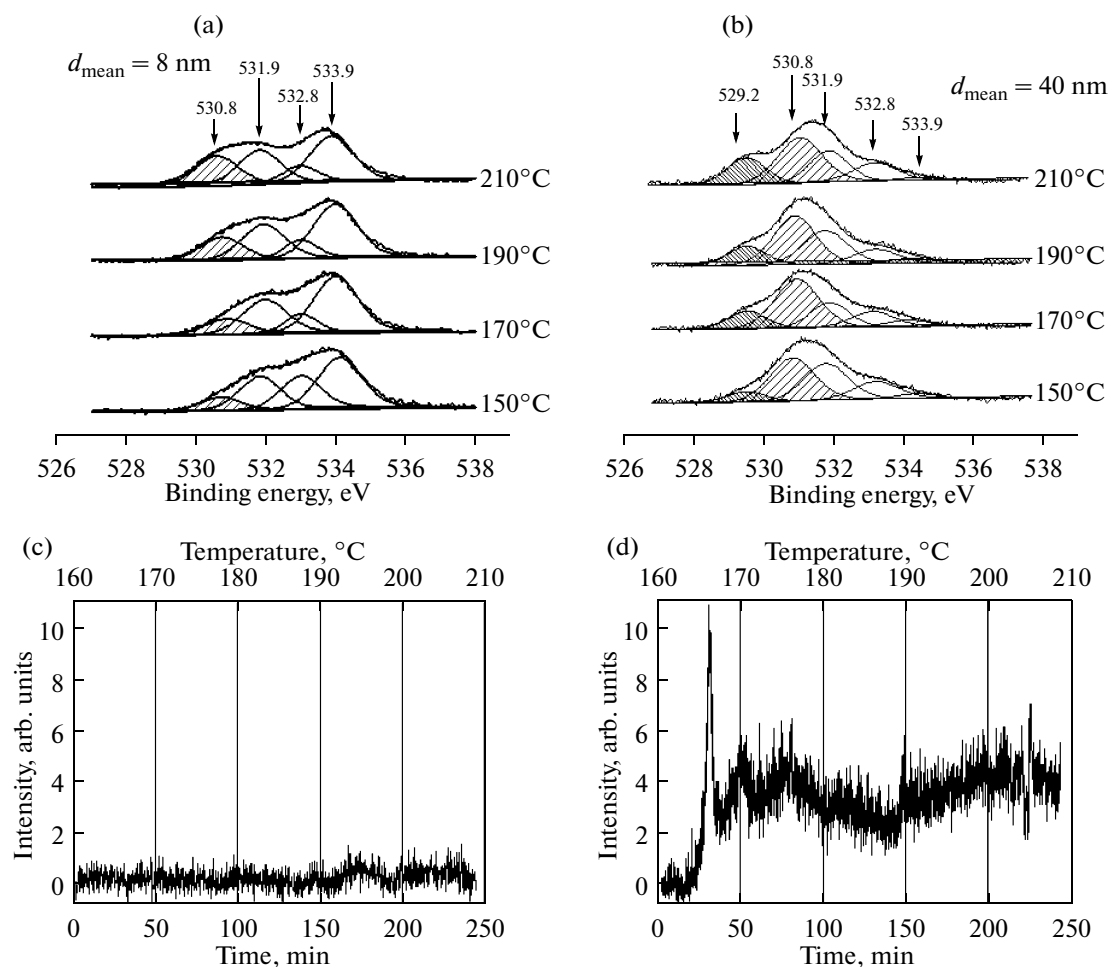 (a)
d_mean = 8 nm
530.8
531.9
532.8
533.9
210°C
190°C
170°C
150°C
526 528 530 532 534 536 538
Binding energy, eV
(b)
d_mean = 40 nm
529.2
530.8
531.9
532.8
533.9
210°C
190°C
170°C
150°C
526 528 530 532 534 536 538
Binding energy, eV
(c)
Temperature, °C
160 170 180 190 200 210
Intensity, arb. units
10
8
6
4
2
0
0 50 100 150 200 250
Time, min
(d)
Temperature, °C
160 170 180 190 200 210
Intensity, arb. units
10
8
6
4
2
0
0 50 100 150 200 250
Time, min